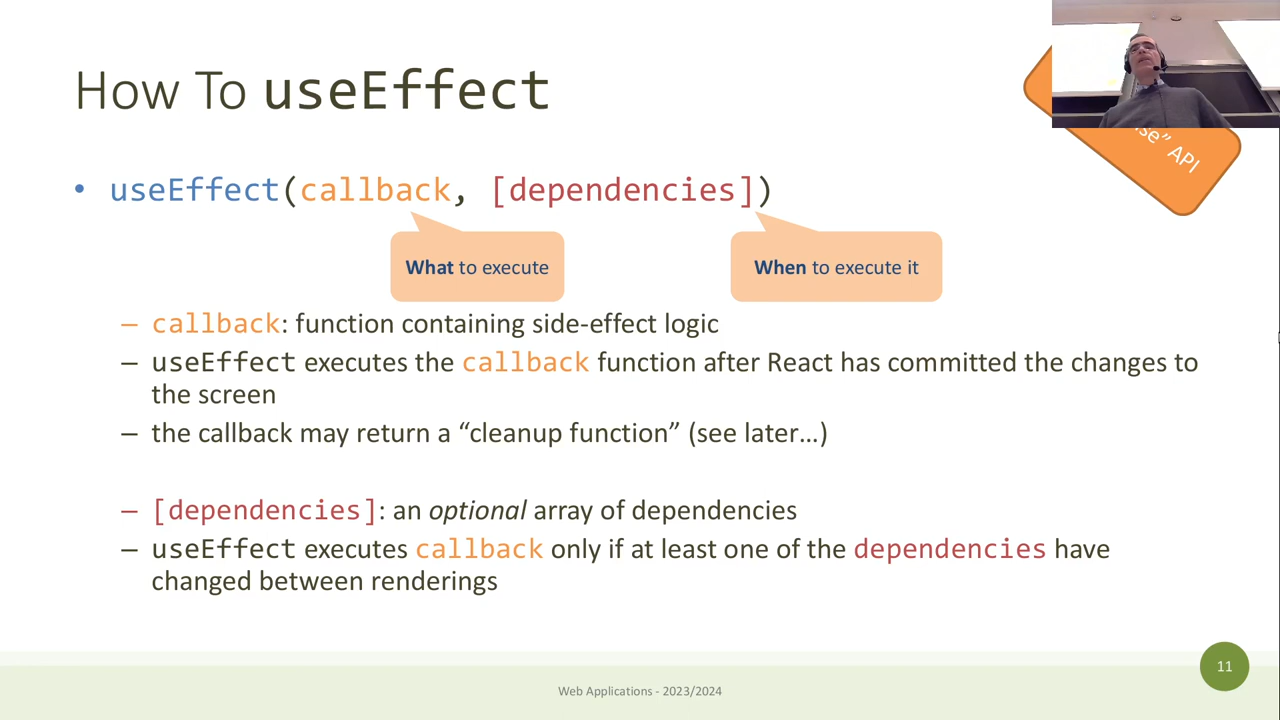 How To useEffect
API
• useEffect(callback, [dependencies])
What to execute
When to execute it
– callback: function containing side-effect logic
– useEffect executes the callback function after React has committed the changes to
the screen
– the callback may return a “cleanup function” (see later…)
– [dependencies]: an optional array of dependencies
– useEffect executes callback only if at least one of the dependencies have
changed between renderings
11
Web Applications - 2023/2024